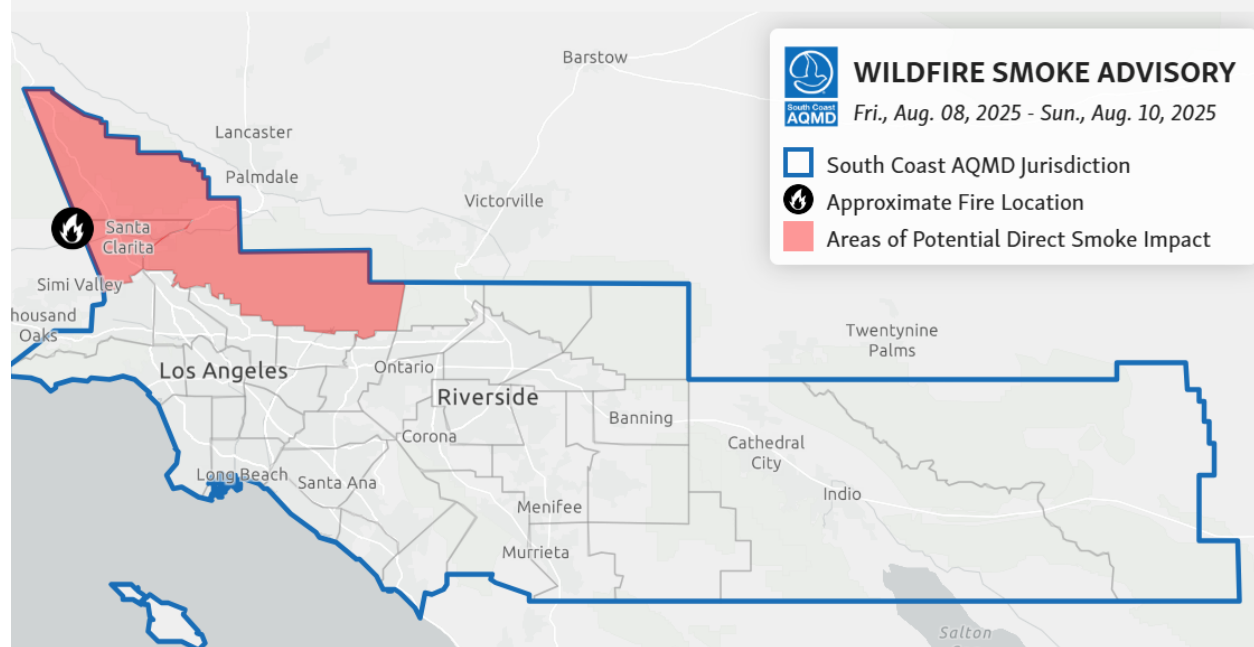 Barstow
WILDFIRE SMOKE ADVISORY
South Coast
AQMD
Fri., Aug. 08, 2025 - Sun., Aug. 10, 2025
South Coast AQMD Jurisdiction
Approximate Fire Location
Areas of Potential Direct Smoke Impact
Lancaster
Palmdale
Victorville
Santa
Clarita
Simi Valley
housand
Oaks
Twentynine
Palms
Los Angeles
Ontario
Riverside
Banning
Corona
Cathedral
City
Long Beach
Santa Ana
Indio
Menifee
Murrieta
Salton